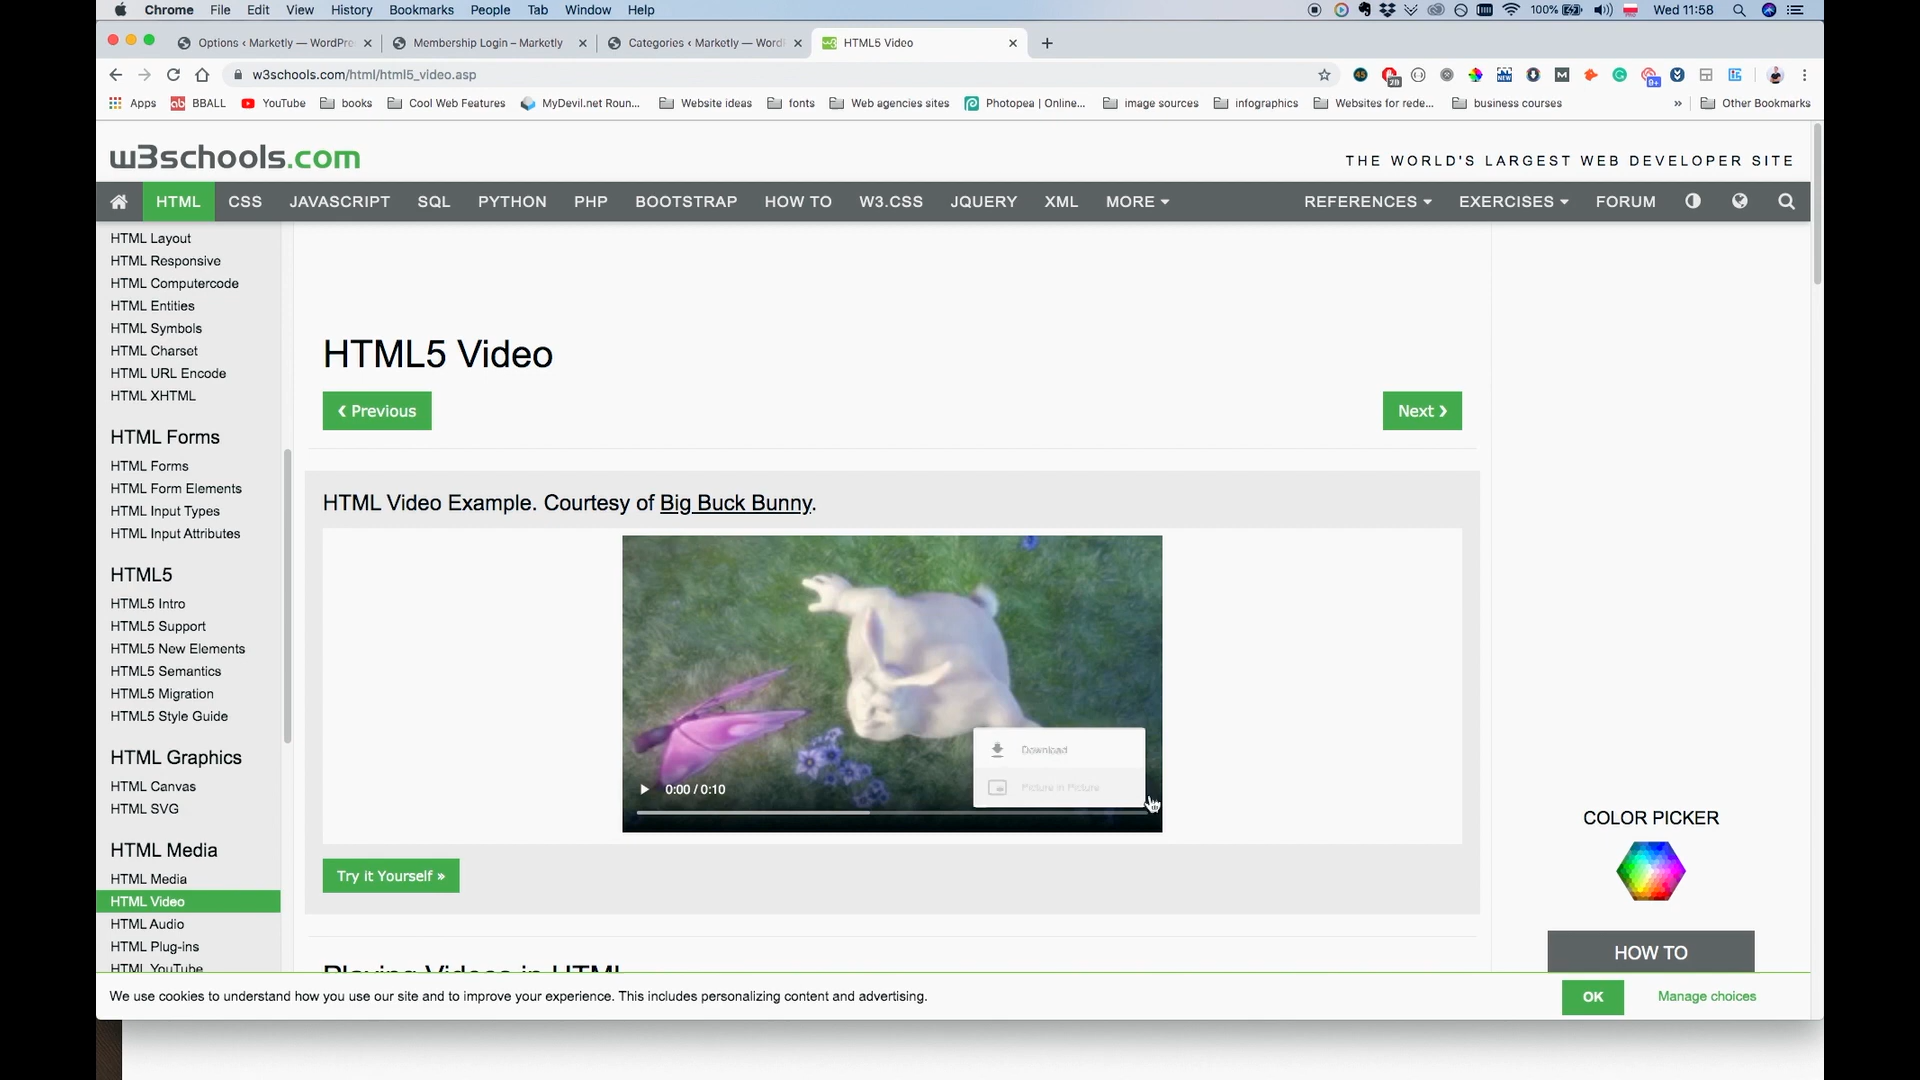 Chrome File Edit View History Bookmarks People Tab Window Help 100% Wed 11:58
Options ‹ Marketly — WordPre
Membership Login – Marketly
Categories ‹ Marketly — Word
HTML5 Video
w3schools.com/html/html5_video.asp
Apps BBALL YouTube books Cool Web Features MyDevil.net Roun... Website ideas fonts Web agencies sites Photopea | Online... image sources infographics Websites for rede... business courses » Other Bookmarks
w3schools.com
THE WORLD'S LARGEST WEB DEVELOPER SITE
HTML CSS JAVASCRIPT SQL PYTHON PHP BOOTSTRAP HOW TO W3.CSS JQUERY XML MORE REFERENCES EXERCISES FORUM
HTML Layout
HTML Responsive
HTML Computercode
HTML Entities
HTML Symbols
HTML Charset
HTML URL Encode
HTML XHTML
HTML Forms
HTML Forms
HTML Form Elements
HTML Input Types
HTML Input Attributes
HTML5
HTML5 Intro
HTML5 Support
HTML5 New Elements
HTML5 Semantics
HTML5 Migration
HTML5 Style Guide
HTML Graphics
HTML Canvas
HTML SVG
HTML Media
HTML Media
HTML Video
HTML Audio
HTML Plug-ins
HTML YouTube
HTML5 Video
❮ Previous
Next ❯
HTML Video Example. Courtesy of Big Buck Bunny.
Download
Picture in Picture
0:00 / 0:10
Try it Yourself »
Playing Videos in HTML
COLOR PICKER
HOW TO
We use cookies to understand how you use our site and to improve your experience. This includes personalizing content and advertising.
OK
Manage choices